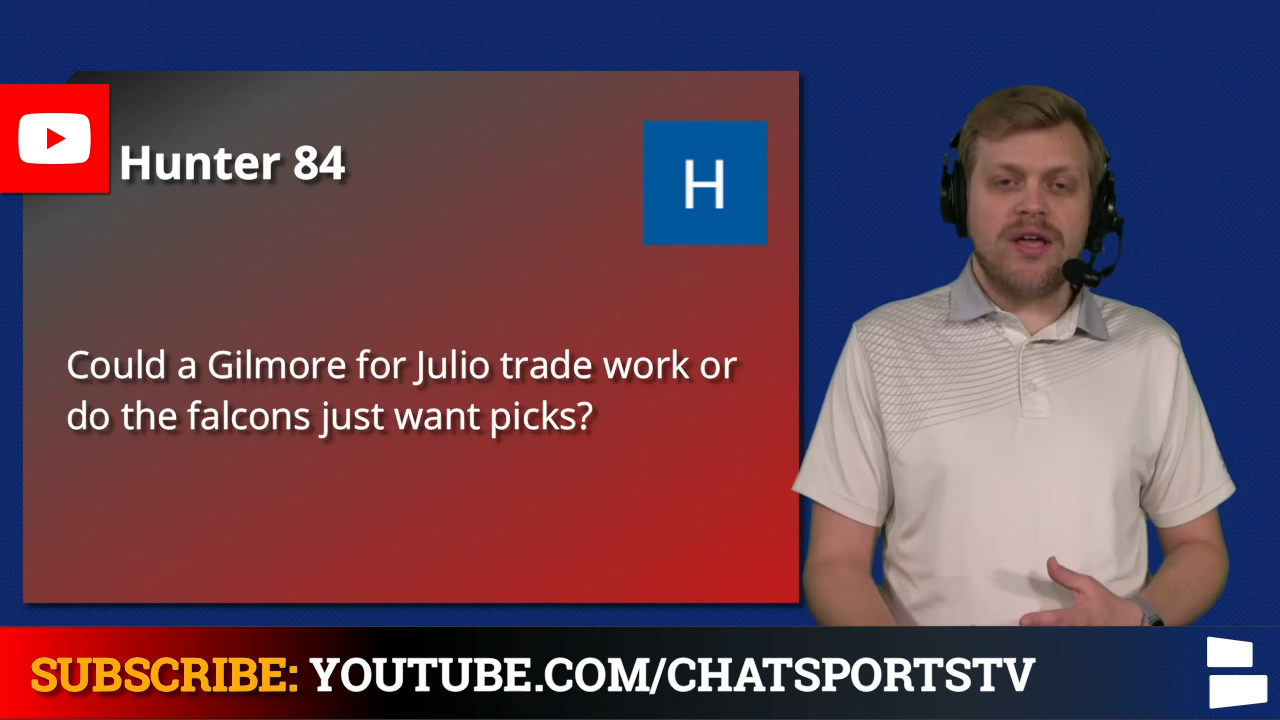 Hunter 84
H
Could a Gilmore for Julio trade work or
do the falcons just want picks?
SUBSCRIBE: YOUTUBE.COM/CHATSPORTSTV